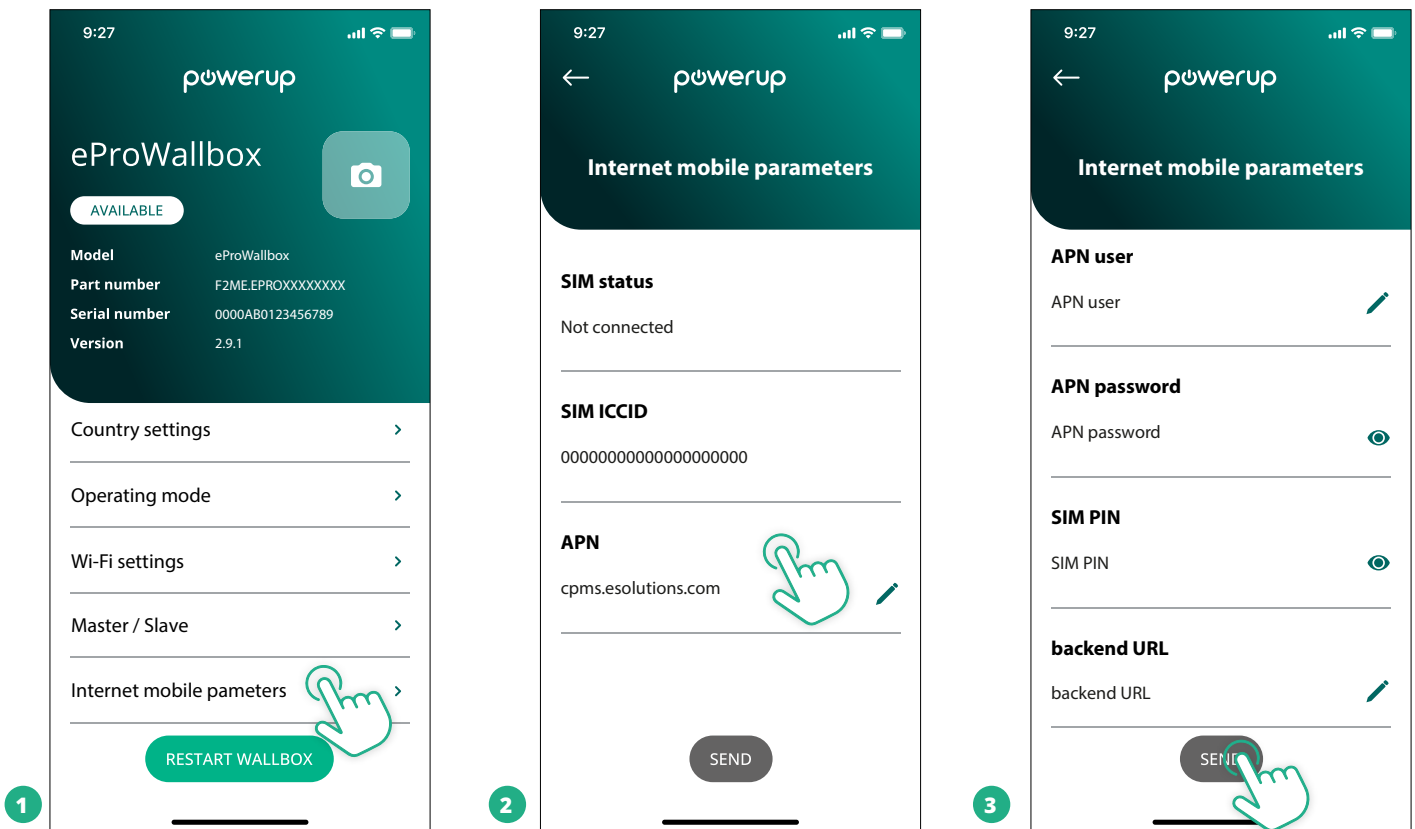 9:27
powerup
eProWallbox
AVAILABLE
Model eProWallbox
Part number F2ME.EPROXXXXXXXX
Serial number 0000AB0123456789
Version 2.9.1
Country settings
Operating mode
Wi-Fi settings
Master / Slave
Internet mobile pameters
RESTART WALLBOX
1
9:27
powerup
Internet mobile parameters
SIM status
Not connected
SIM ICCID
00000000000000000000
APN
cpms.esolutions.com
SEND
2
9:27
powerup
Internet mobile parameters
APN user
APN user
APN password
APN password
SIM PIN
SIM PIN
backend URL
backend URL
SEND
3